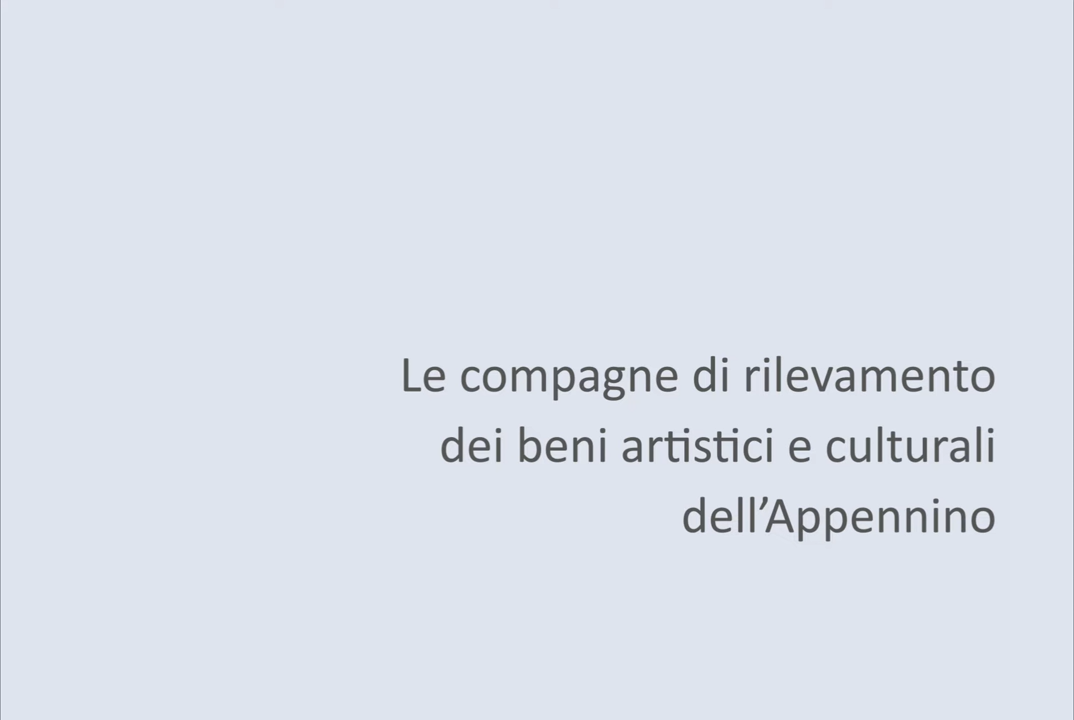 Le compagne di rilevamento
dei beni artistici e culturali
dell’Appennino